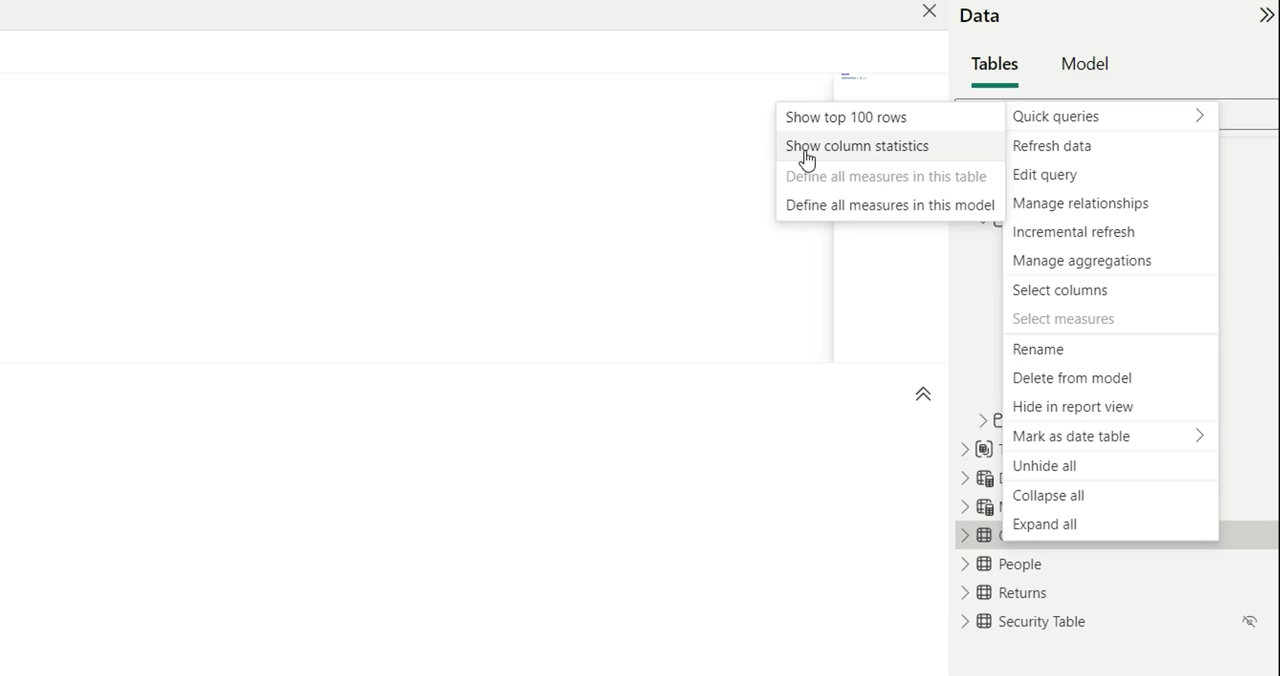 Data
Tables
Model
Show top 100 rows
Show column statistics
Define all measures in this table
Define all measures in this model
Quick queries
Refresh data
Edit query
Manage relationships
Incremental refresh
Manage aggregations
Select columns
Select measures
Rename
Delete from model
Hide in report view
Mark as date table
Unhide all
Collapse all
Expand all
People
Returns
Security Table